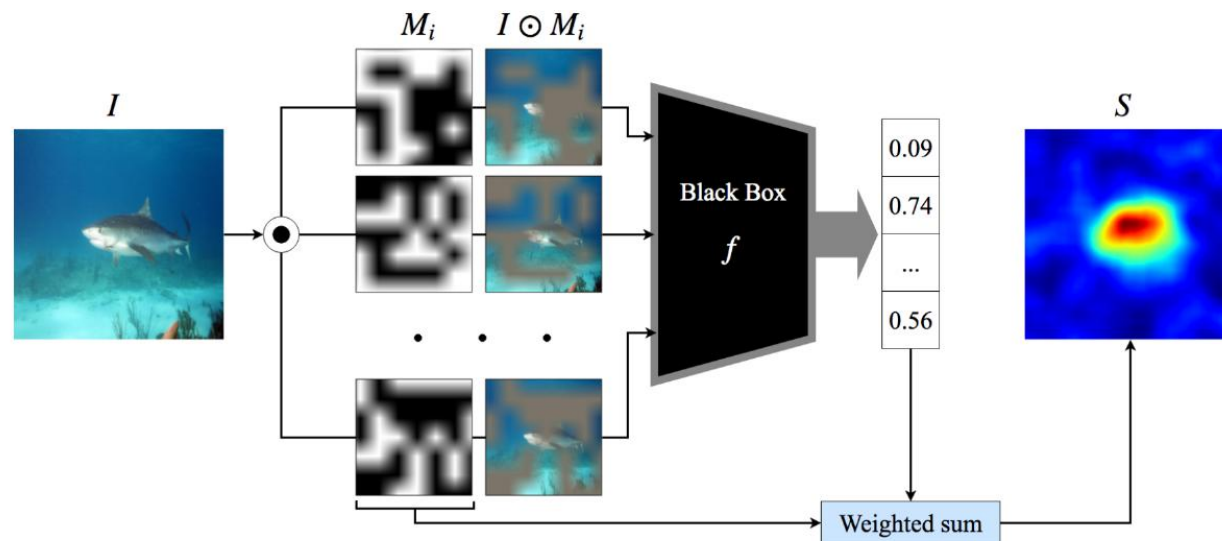 M_i
I ⊙ M_i
I
S
0.09
0.74
...
0.56
Black Box
f
Weighted sum